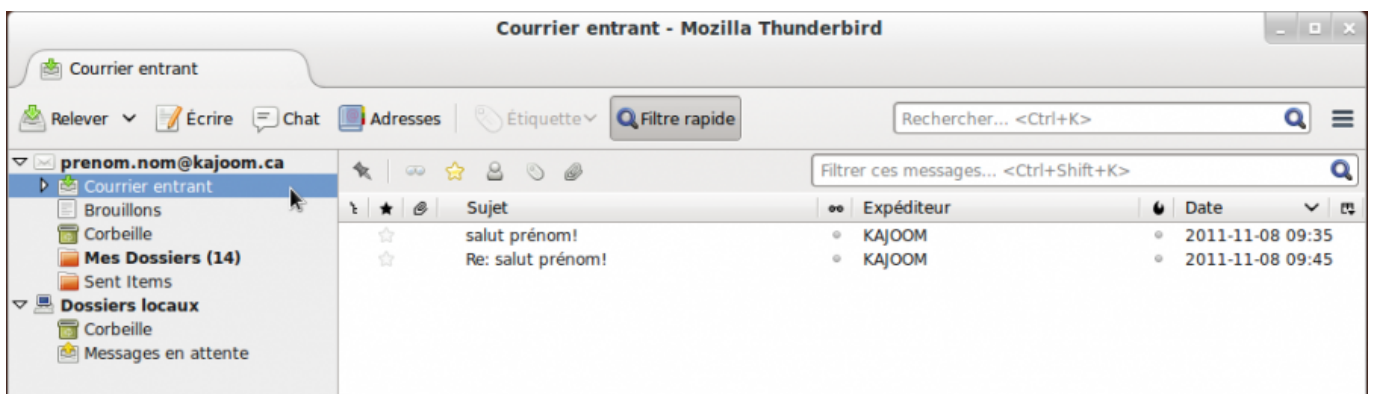 Courrier entrant - Mozilla Thunderbird
Courrier entrant
Relever Écrire Chat Adresses Étiquette Filtre rapide Rechercher... <Ctrl+K>
prenom.nom@kajoom.ca
Filtrer ces messages... <Ctrl+Shift+K>
Courrier entrant
Brouillons
Corbeille
Mes Dossiers (14)
Sent Items
Dossiers locaux
Corbeille
Messages en attente
Sujet Expéditeur Date
salut prénom! KAJOOM 2011-11-08 09:35
Re: salut prénom! KAJOOM 2011-11-08 09:45